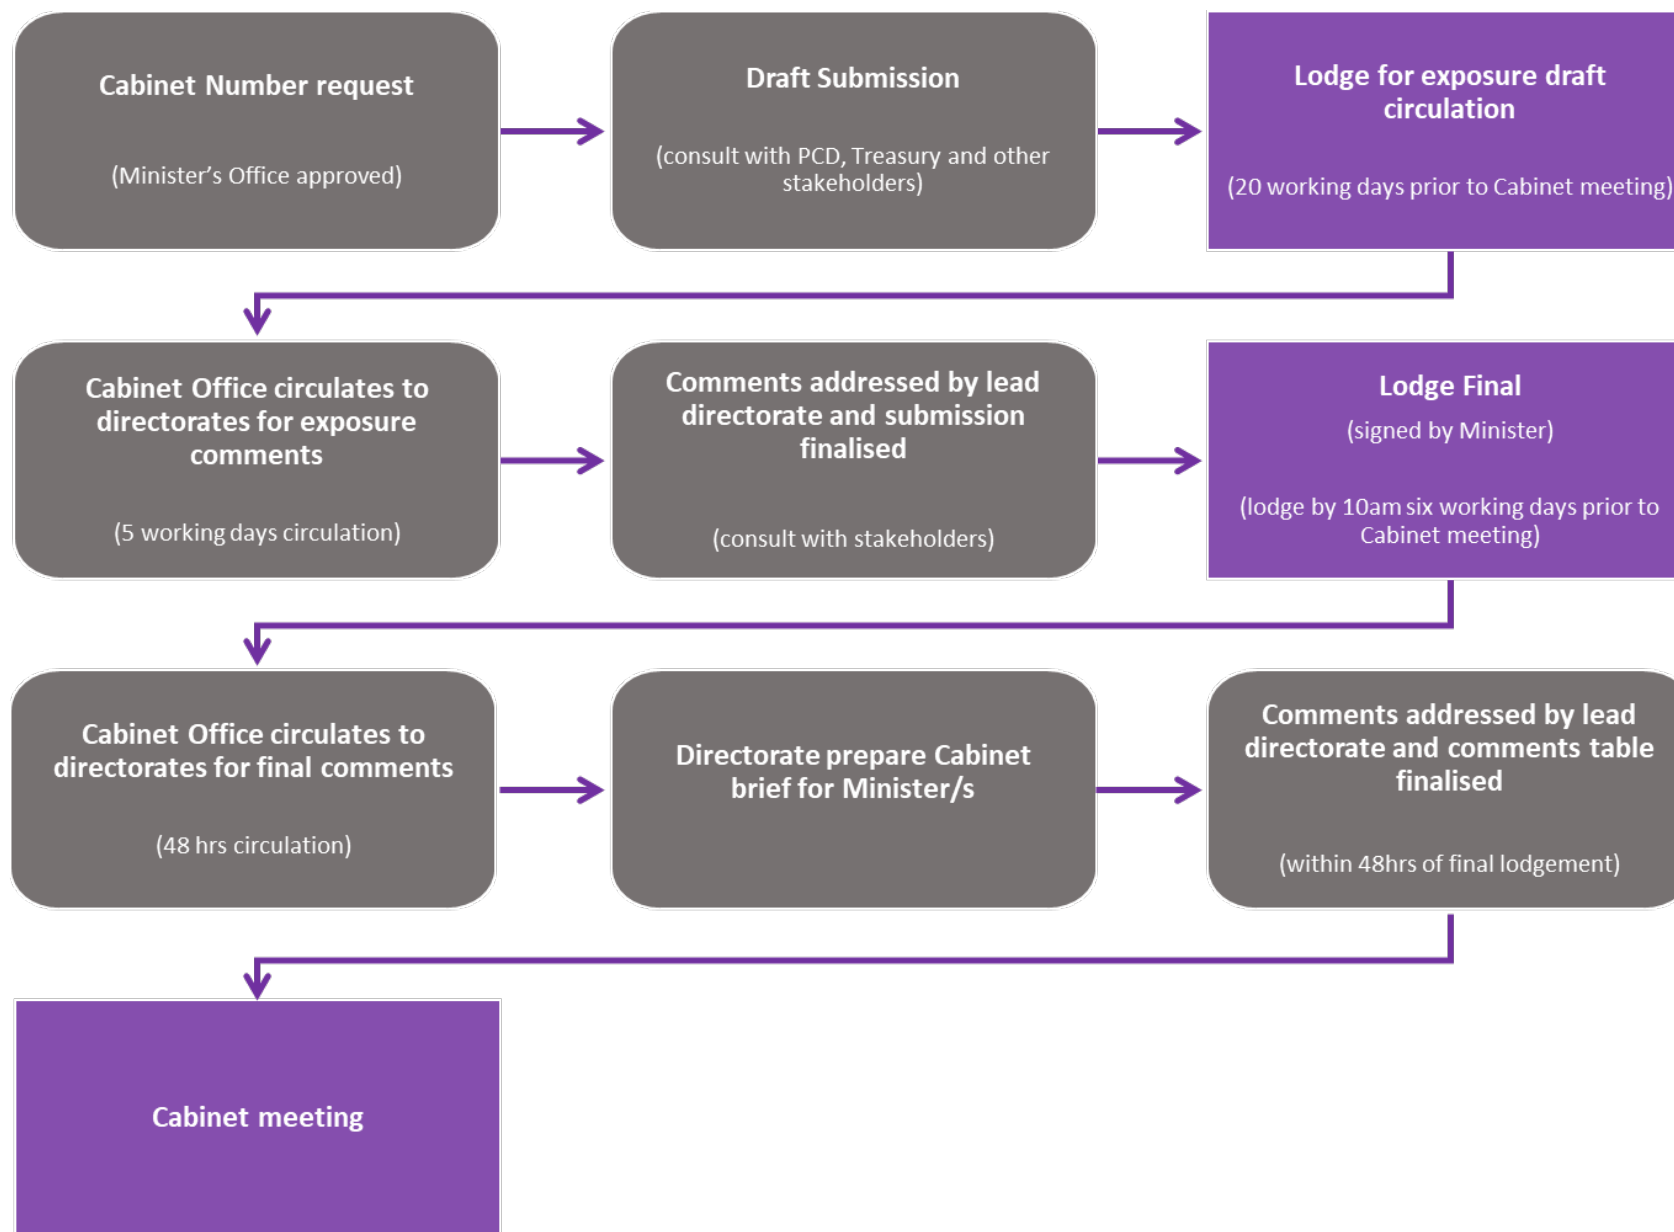 Cabinet Number request
(Minister’s Office approved)
Draft Submission
(consult with PCD, Treasury and other
stakeholders)
Lodge for exposure draft
circulation
(20 working days prior to Cabinet meeting)
Cabinet Office circulates to
directorates for exposure
comments
(5 working days circulation)
Comments addressed by lead
directorate and submission
finalised
(consult with stakeholders)
Lodge Final
(signed by Minister)
(lodge by 10am six working days prior to
Cabinet meeting)
Cabinet Office circulates to
directorates for final comments
(48 hrs circulation)
Directorate prepare Cabinet
brief for Minister/s
Comments addressed by lead
directorate and comments table
finalised
(within 48hrs of final lodgement)
Cabinet meeting